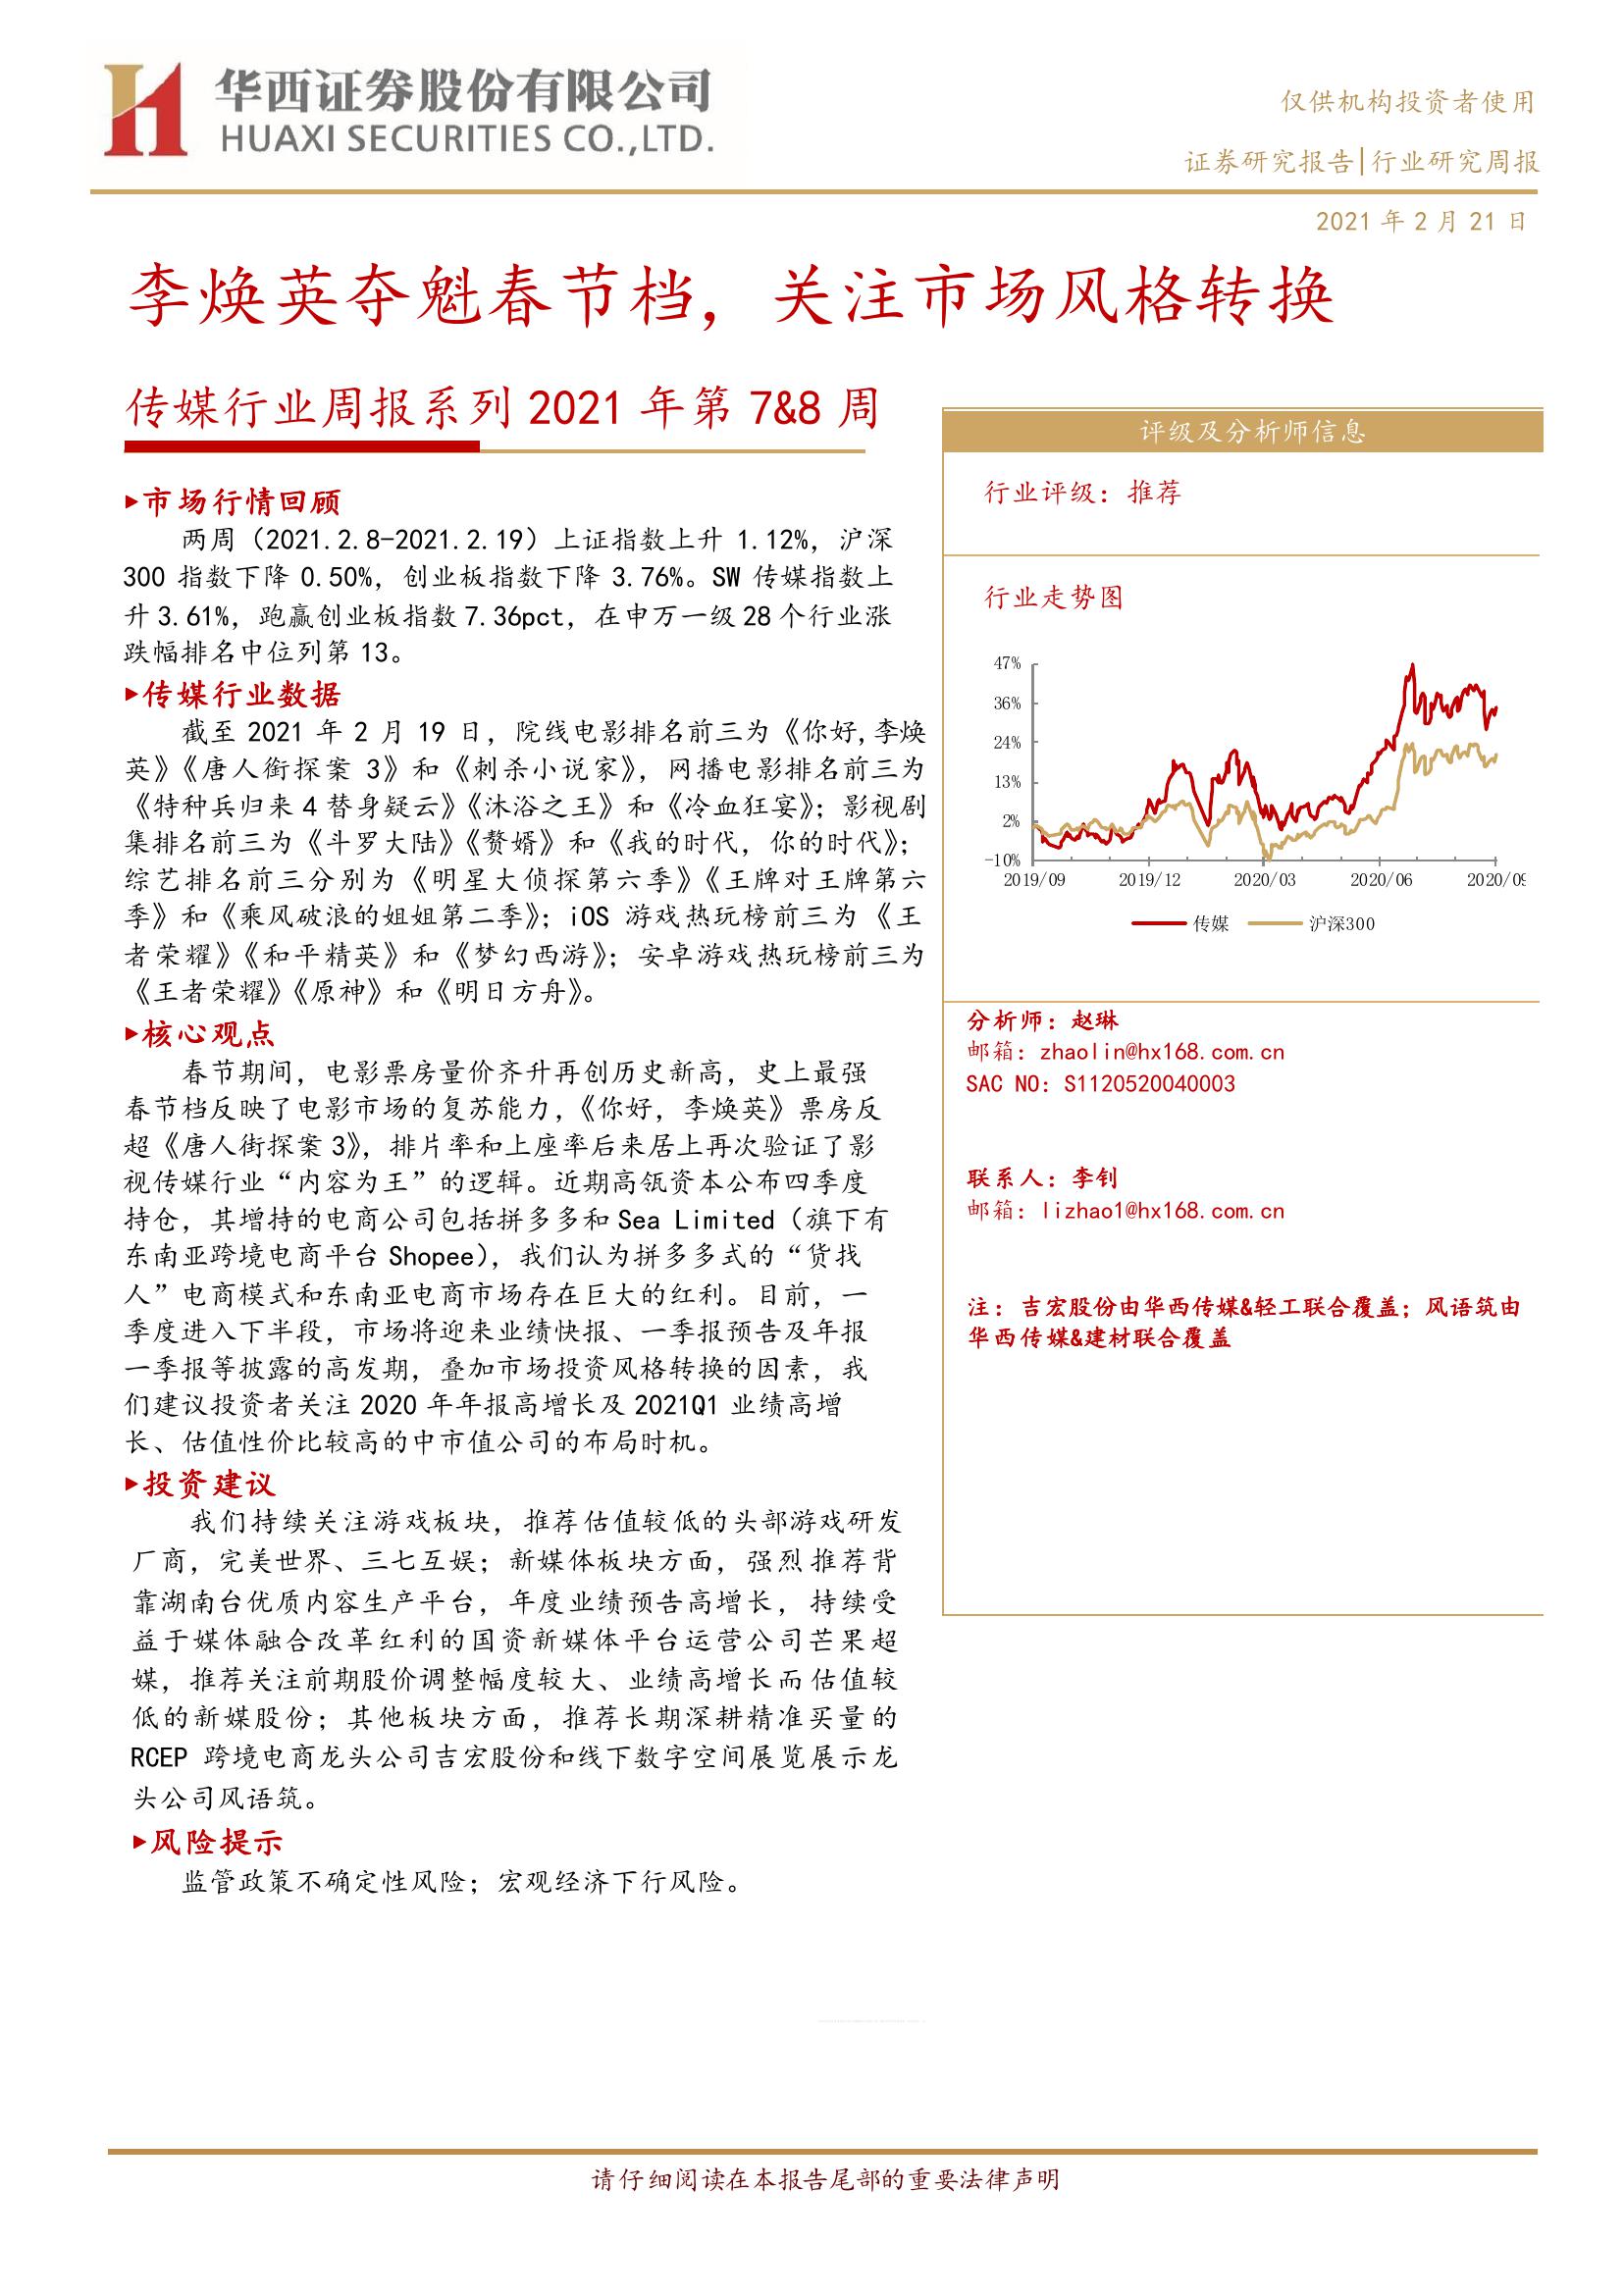 华西证券股份有限公司
HUAXI SECURITIES CO.,LTD.
仅供机构投资者使用
证券研究报告|行业研究周报
2021 年 2 月 21 日
李焕英夺魁春节档，关注市场风格转换
传媒行业周报系列 2021 年第 7&8 周
▸市场行情回顾
两周（2021.2.8-2021.2.19）上证指数上升 1.12%，沪深
300 指数下降 0.50%，创业板指数下降 3.76%。SW 传媒指数上
升 3.61%，跑赢创业板指数 7.36pct，在申万一级 28 个行业涨
跌幅排名中位列第 13。
▸传媒行业数据
截至 2021 年 2 月 19 日，院线电影排名前三为《你好,李焕
英》《唐人街探案 3》和《刺杀小说家》，网播电影排名前三为
《特种兵归来 4 替身疑云》《沐浴之王》和《冷血狂宴》；影视剧
集排名前三为《斗罗大陆》《赘婿》和《我的时代，你的时代》；
综艺排名前三分别为《明星大侦探第六季》《王牌对王牌第六
季》和《乘风破浪的姐姐第二季》；iOS 游戏热玩榜前三为《王
者荣耀》《和平精英》和《梦幻西游》；安卓游戏热玩榜前三为
《王者荣耀》《原神》和《明日方舟》。
▸核心观点
春节期间，电影票房量价齐升再创历史新高，史上最强
春节档反映了电影市场的复苏能力，《你好，李焕英》票房反
超《唐人街探案 3》，排片率和上座率后来居上再次验证了影
视传媒行业“内容为王”的逻辑。近期高瓴资本公布四季度
持仓，其增持的电商公司包括拼多多和 Sea Limited（旗下有
东南亚跨境电商平台 Shopee），我们认为拼多多式的“货找
人”电商模式和东南亚电商市场存在巨大的红利。目前，一
季度进入下半段，市场将迎来业绩快报、一季报预告及年报
一季报等披露的高发期，叠加市场投资风格转换的因素，我
们建议投资者关注 2020 年年报高增长及 2021Q1 业绩高增
长、估值性价比较高的中市值公司的布局时机。
▸投资建议
我们持续关注游戏板块，推荐估值较低的头部游戏研发
厂商，完美世界、三七互娱；新媒体板块方面，强烈推荐背
靠湖南台优质内容生产平台，年度业绩预告高增长，持续受
益于媒体融合改革红利的国资新媒体平台运营公司芒果超
媒，推荐关注前期股价调整幅度较大、业绩高增长而估值较
低的新媒股份；其他板块方面，推荐长期深耕精准买量的
RCEP 跨境电商龙头公司吉宏股份和线下数字空间展览展示龙
头公司风语筑。
▸风险提示
监管政策不确定性风险；宏观经济下行风险。
评级及分析师信息
行业评级：推荐
行业走势图
47%
36%
24%
13%
2%
-10%
2019/09 2019/12 2020/03 2020/06 2020/09
传媒 沪深300
分析师：赵琳
邮箱：zhaolin@hx168.com.cn
SAC NO：S1120520040003
联系人：李钊
邮箱：lizhao1@hx168.com.cn
注：吉宏股份由华西传媒&轻工联合覆盖；风语筑由
华西传媒&建材联合覆盖
请仔细阅读在本报告尾部的重要法律声明